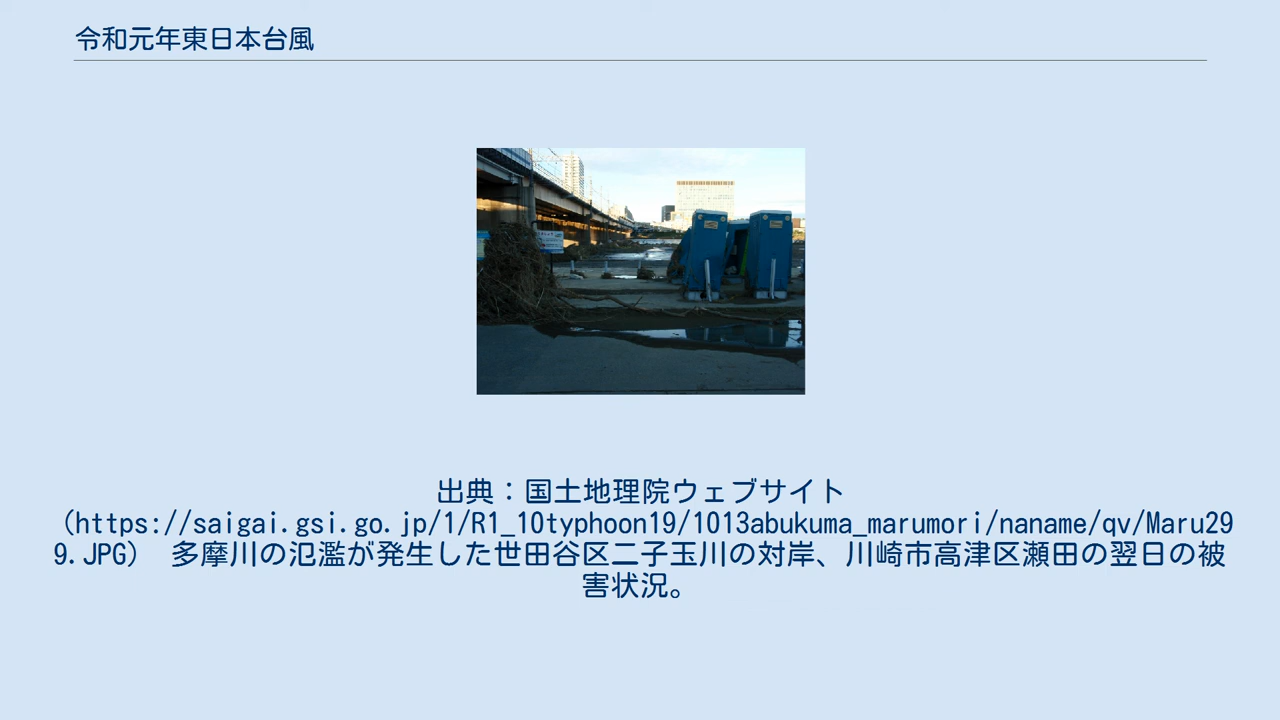 令和元年東日本台風
出典：国土地理院ウェブサイト
（https://saigai.gsi.go.jp/1/R1_10typhoon19/1013abukuma_marumori/naname/qv/Maru29
9.JPG） 多摩川の氾濫が発生した世田谷区二子玉川の対岸、川崎市高津区瀬田の翌日の被
害状況。